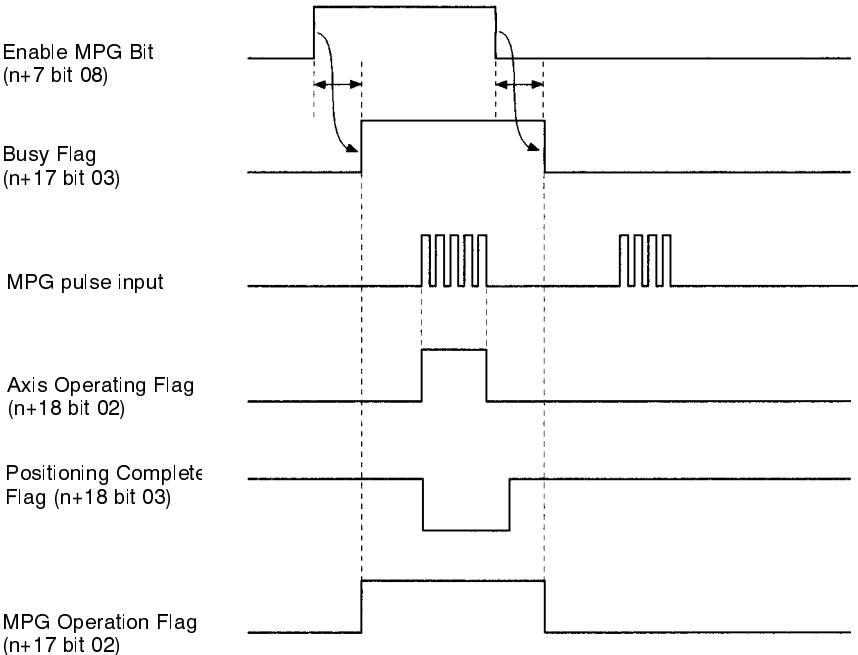 Enable MPG Bit
(n+7 bit 08)
Busy Flag
(n+17 bit 03)
MPG pulse input
Axis Operating Flag
(n+18 bit 02)
Positioning Complete
Flag (n+18 bit 03)
MPG Operation Flag
(n+17 bit 02)